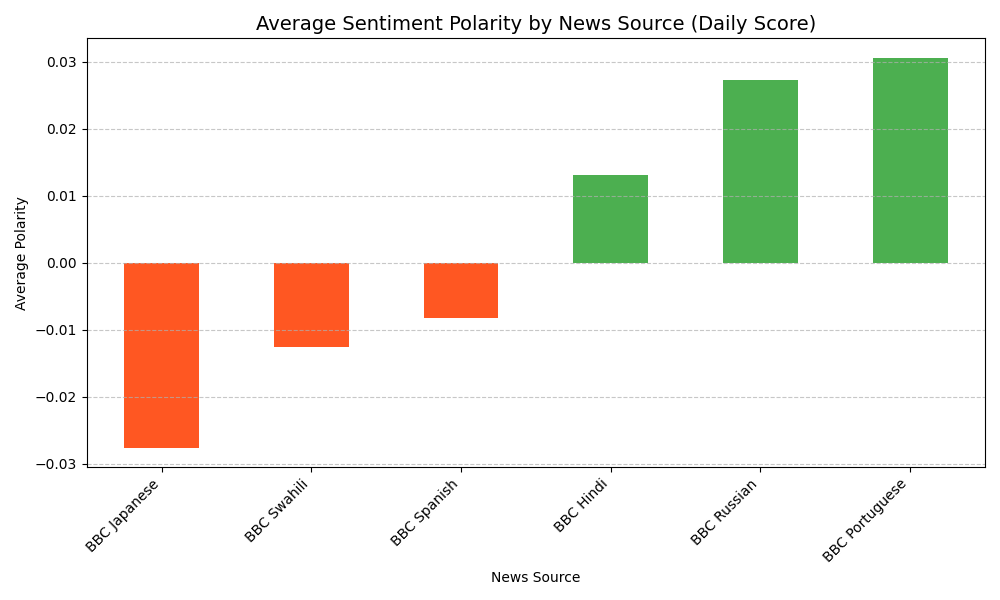 Average Sentiment Polarity by News Source (Daily Score)
Average Polarity
0.03
0.02
0.01
0.00
−0.01
−0.02
−0.03
BBC Japanese
BBC Swahili
BBC Spanish
BBC Hindi
BBC Russian
BBC Portuguese
News Source